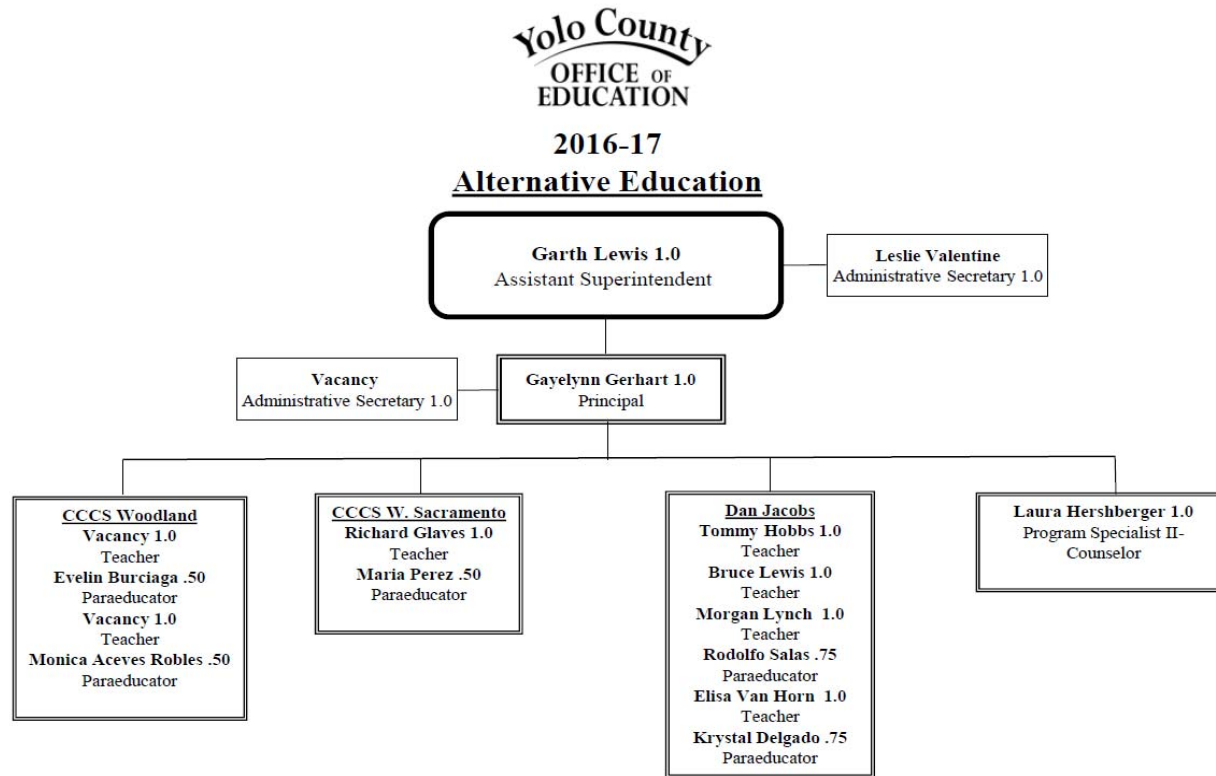 Yolo County
OFFICE OF
EDUCATION
2016-17
Alternative Education
Garth Lewis 1.0
Assistant Superintendent
Leslie Valentine
Administrative Secretary 1.0
Vacancy
Administrative Secretary 1.0
Gayelynn Gerhart 1.0
Principal
CCCS Woodland
Vacancy 1.0
Teacher
Evelin Burciaga .50
Paraeducator
Vacancy 1.0
Teacher
Monica Aceves Robles .50
Paraeducator
CCCS W. Sacramento
Richard Glaves 1.0
Teacher
Maria Perez .50
Paraeducator
Dan Jacobs
Tommy Hobbs 1.0
Teacher
Bruce Lewis 1.0
Teacher
Morgan Lynch 1.0
Teacher
Rodolfo Salas .75
Paraeducator
Elisa Van Horn 1.0
Teacher
Krystal Delgado .75
Paraeducator
Laura Hershberger 1.0
Program Specialist II-
Counselor